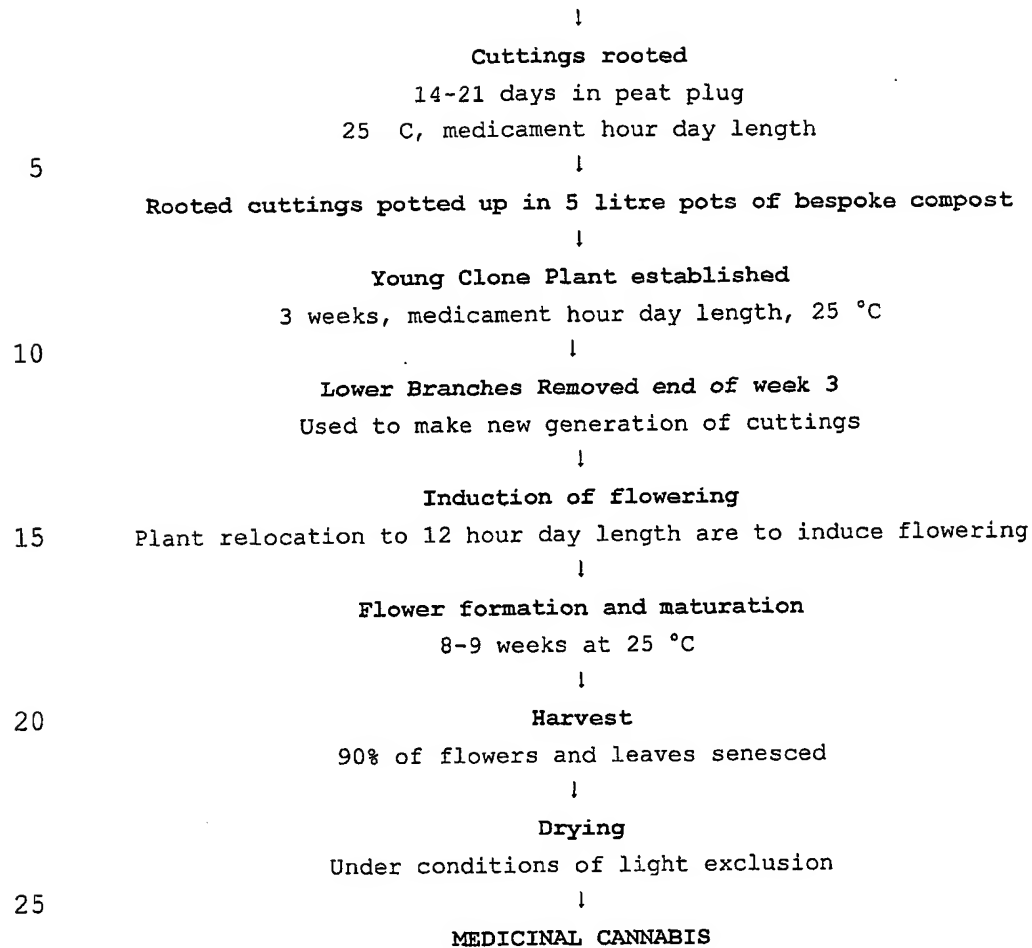 ↓
Cuttings rooted
14-21 days in peat plug
25 C, medicament hour day length
5 ↓
Rooted cuttings potted up in 5 litre pots of bespoke compost
↓
Young Clone Plant established
3 weeks, medicament hour day length, 25 °C
10 ↓
Lower Branches Removed end of week 3
Used to make new generation of cuttings
↓
Induction of flowering
15 Plant relocation to 12 hour day length are to induce flowering
↓
Flower formation and maturation
8-9 weeks at 25 °C
↓
20 Harvest
90% of flowers and leaves senesced
↓
Drying
Under conditions of light exclusion
25 ↓
MEDICINAL CANNABIS